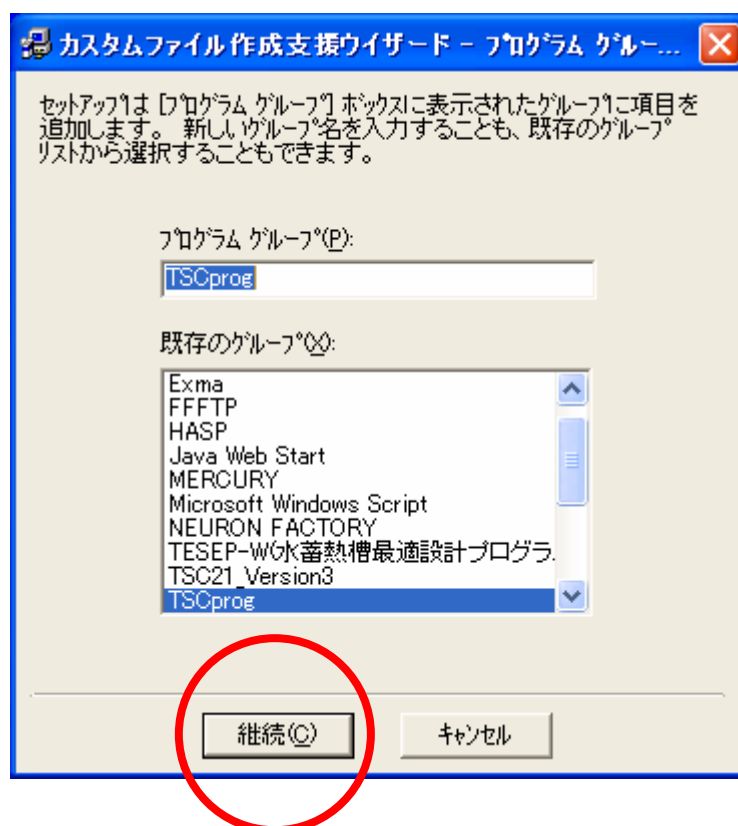 カスタムファイル作成支援ウイザード - ﾌﾟﾛｸﾞﾗﾑ ｸﾞﾙｰ...
ｾｯﾄｱｯﾌﾟは [ﾌﾟﾛｸﾞﾗﾑ ｸﾞﾙｰﾌﾟ] ﾎﾞｯｸｽに表示されたｸﾞﾙｰﾌﾟに項目を
追加します。 新しいｸﾞﾙｰﾌﾟ名を入力することも、既存のｸﾞﾙｰﾌﾟ
ﾘｽﾄから選択することもできます。
ﾌﾟﾛｸﾞﾗﾑ ｸﾞﾙｰﾌﾟ(P):
TSCprog
既存のｸﾞﾙｰﾌﾟ(X):
Exma
FFFTP
HASP
Java Web Start
MERCURY
Microsoft Windows Script
NEURON FACTORY
TESEP-W(水蓄熱槽最適設計プログラ.
TSC21_Version3
TSCprog
継続(C)
ｷｬﾝｾﾙ